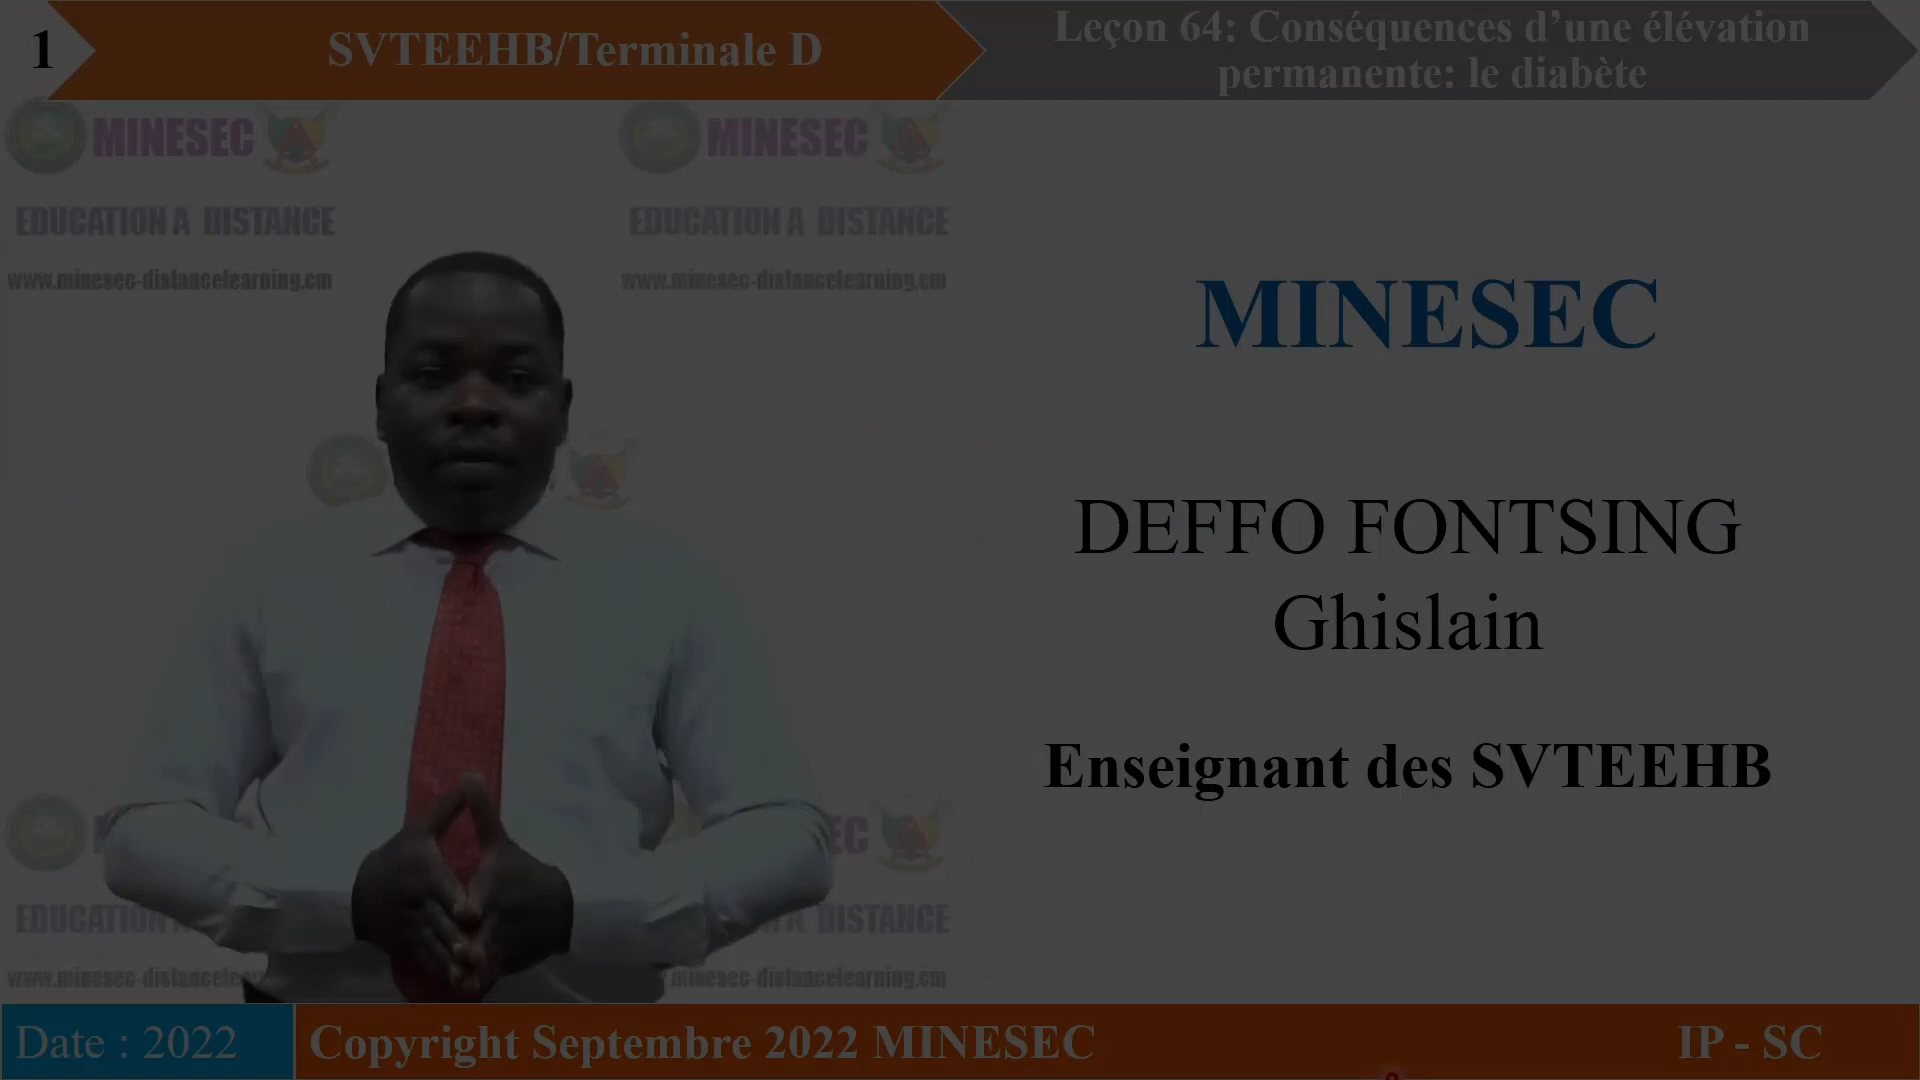 1
SVTEEHB/Terminale D
Leçon 64: Conséquences d’une élévation
permanente: le diabète
MINESEC
MINESEC
EDUCATION A DISTANCE
EDUCATION A DISTANCE
www.minesec-distancelearning.cm
www.minesec-distancelearning.cm
MINESEC
DEFFO FONTSING
Ghislain
Enseignant des SVTEEHB
DISTANCE
Date : 2022
Copyright Septembre 2022 MINESEC
IP - SC